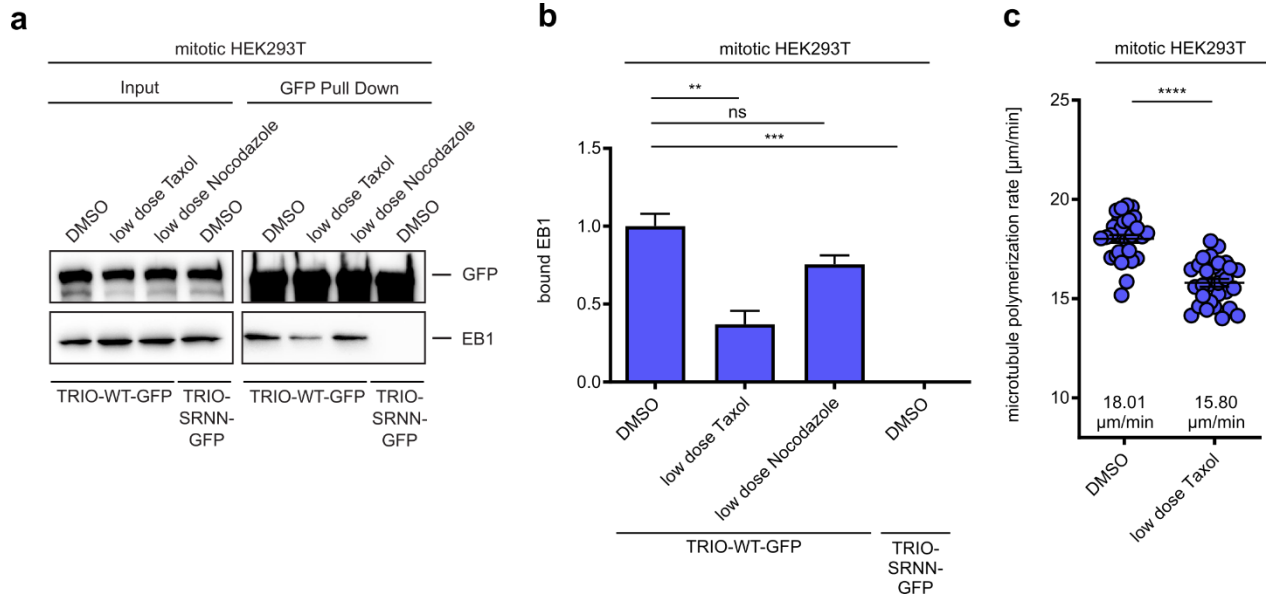 a
mitotic HEK293T
Input
GFP Pull Down
DMSO
low dose Taxol
low dose Nocodazole
DMSO
DMSO
low dose Taxol
low dose Nocodazole
DMSO
GFP
EB1
TRIO-WT-GFP
TRIO-
SRNN-
GFP
TRIO-WT-GFP
TRIO-
SRNN-
GFP
b
mitotic HEK293T
**
ns
***
bound EB1
1.5
1.0
0.5
0.0
DMSO
low dose Taxol
low dose Nocodazole
DMSO
TRIO-WT-GFP
TRIO-
SRNN-
GFP
c
mitotic HEK293T
****
microtubule polymerization rate [µm/min]
25
20
15
10
18.01
µm/min
15.80
µm/min
DMSO
low dose Taxol